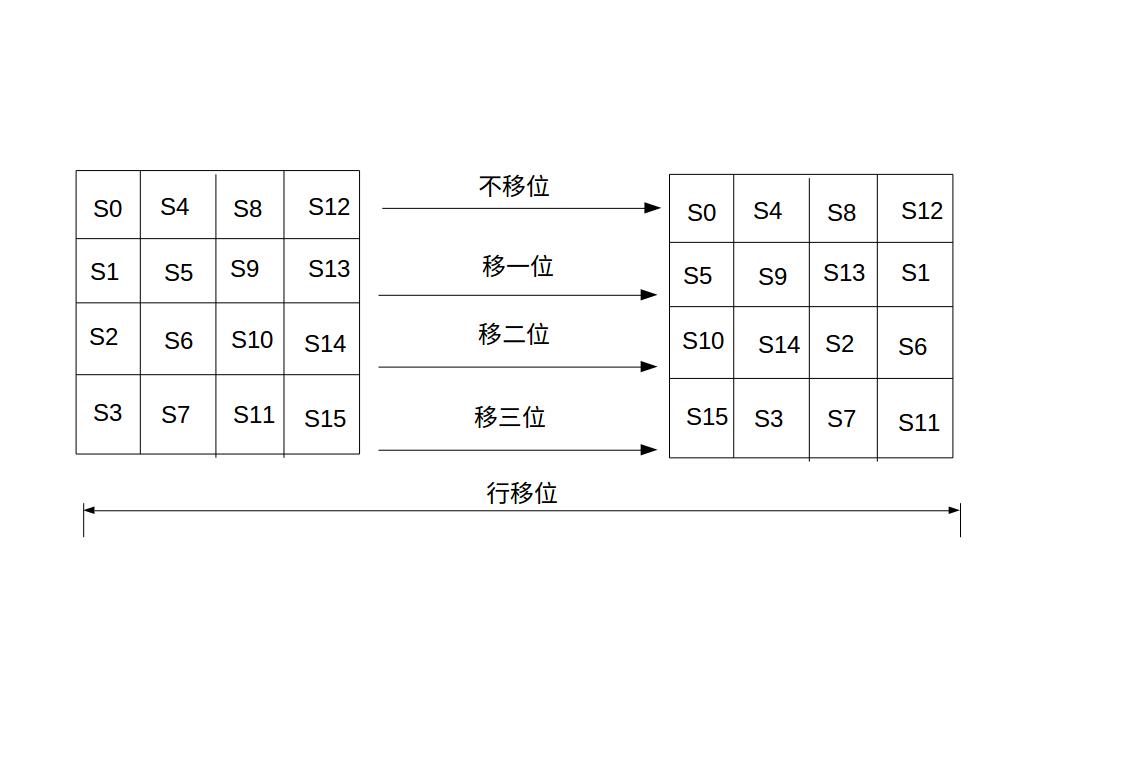 S0 S4 S8 S12 不移位 S0 S4 S8 S12
S1 S5 S9 S13 移一位 S5 S9 S13 S1
S2 S6 S10 S14 移二位 S10 S14 S2 S6
S3 S7 S11 S15 移三位 S15 S3 S7 S11
行移位